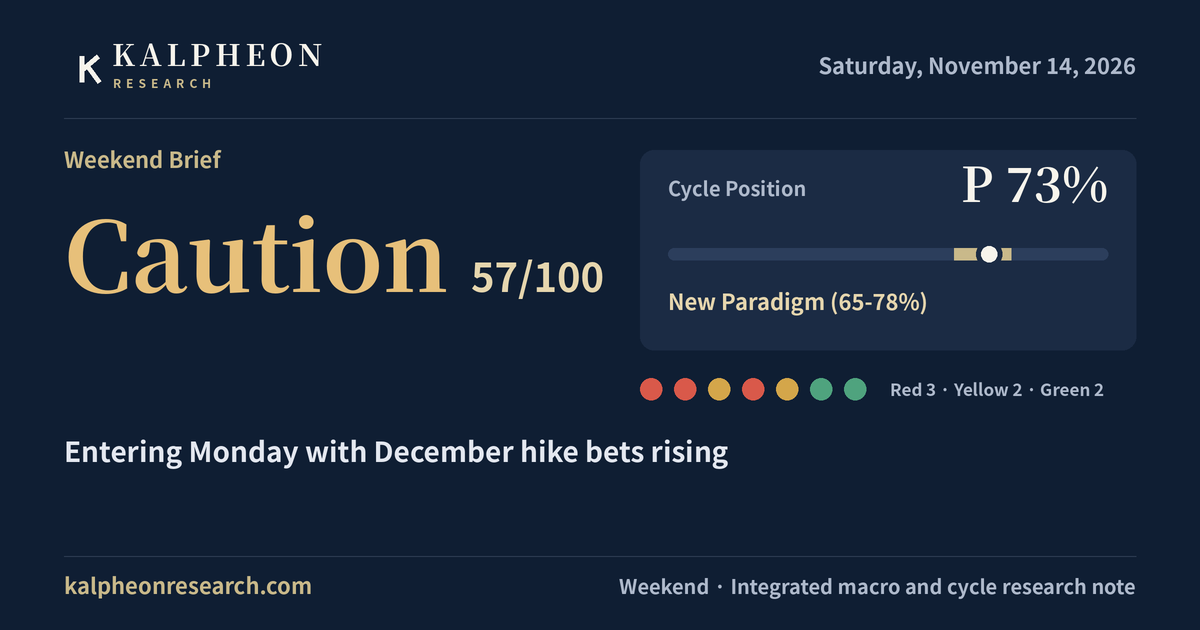 K KALPHEON
RESEARCH
Saturday, November 14, 2026
Weekend Brief
Caution 57/100
Cycle Position
P 73%
New Paradigm (65-78%)
Red 3 · Yellow 2 · Green 2
Entering Monday with December hike bets rising
kalpheonresearch.com
Weekend · Integrated macro and cycle research note